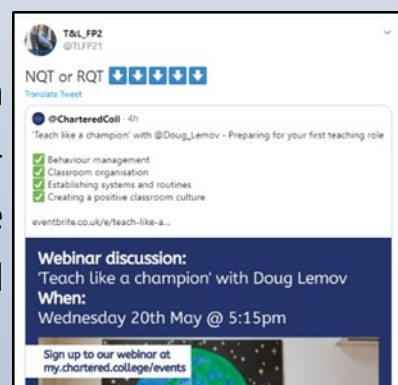 T&L_FP2
@TLFP21
NQT or RQT ⬇⬇⬇⬇⬇
Translate Tweet
@CharteredColl · 4h
'Teach like a champion' with @Doug_Lemov - Preparing for your first teaching role
✅ Behaviour management
✅ Classroom organisation
✅ Establishing systems and routines
✅ Creating a positive classroom culture
eventbrite.co.uk/e/teach-like-a...
Webinar discussion:
'Teach like a champion' with Doug Lemov
When:
Wednesday 20th May @ 5:15pm
Sign up to our webinar at
my.chartered.college/events